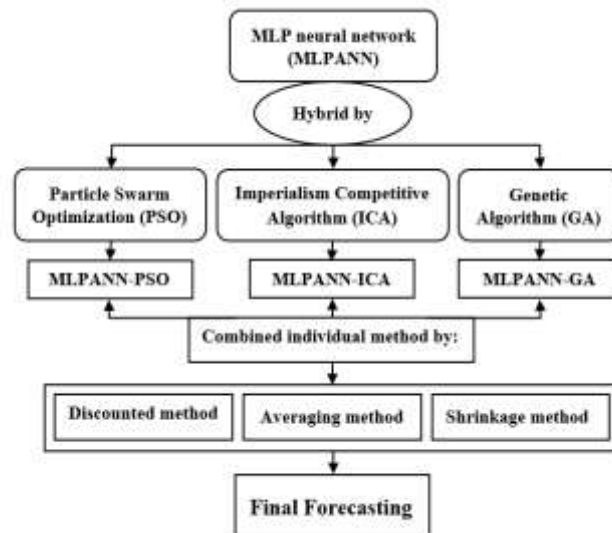 MLP neural network
(MLPANN)
Hybrid by
Particle Swarm
Optimization (PSO)
Imperialism Competitive
Algorithm (ICA)
Genetic
Algorithm (GA)
MLPANN-PSO
MLPANN-ICA
MLPANN-GA
Combined individual method by:
Discounted method
Averaging method
Shrinkage method
Final Forecasting